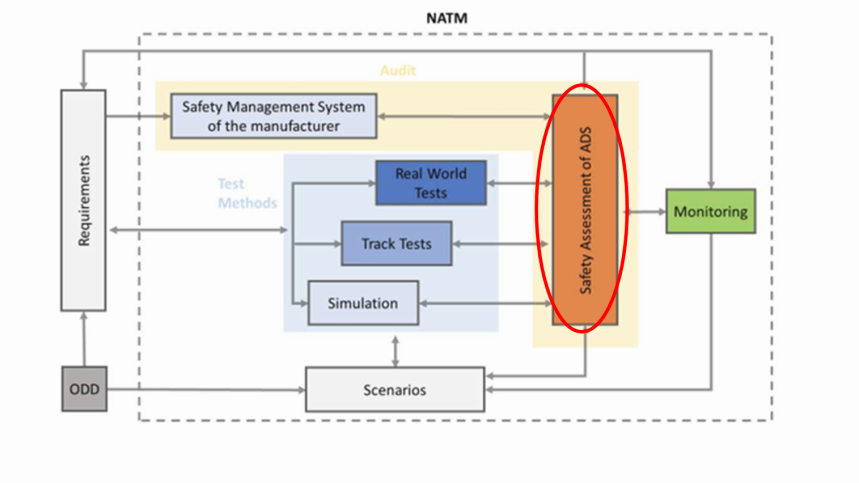 NATM
Audit
Safety Management System
of the manufacturer
Requirements
Test
Methods
Real World
Tests
Track Tests
Simulation
Safety Assessment of ADS
Monitoring
ODD
Scenarios